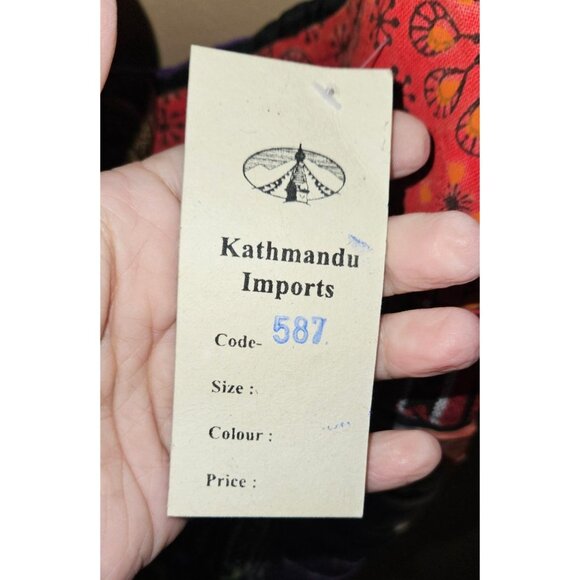 Kathmandu
Imports
Code- 587
Size :
Colour :
Price :